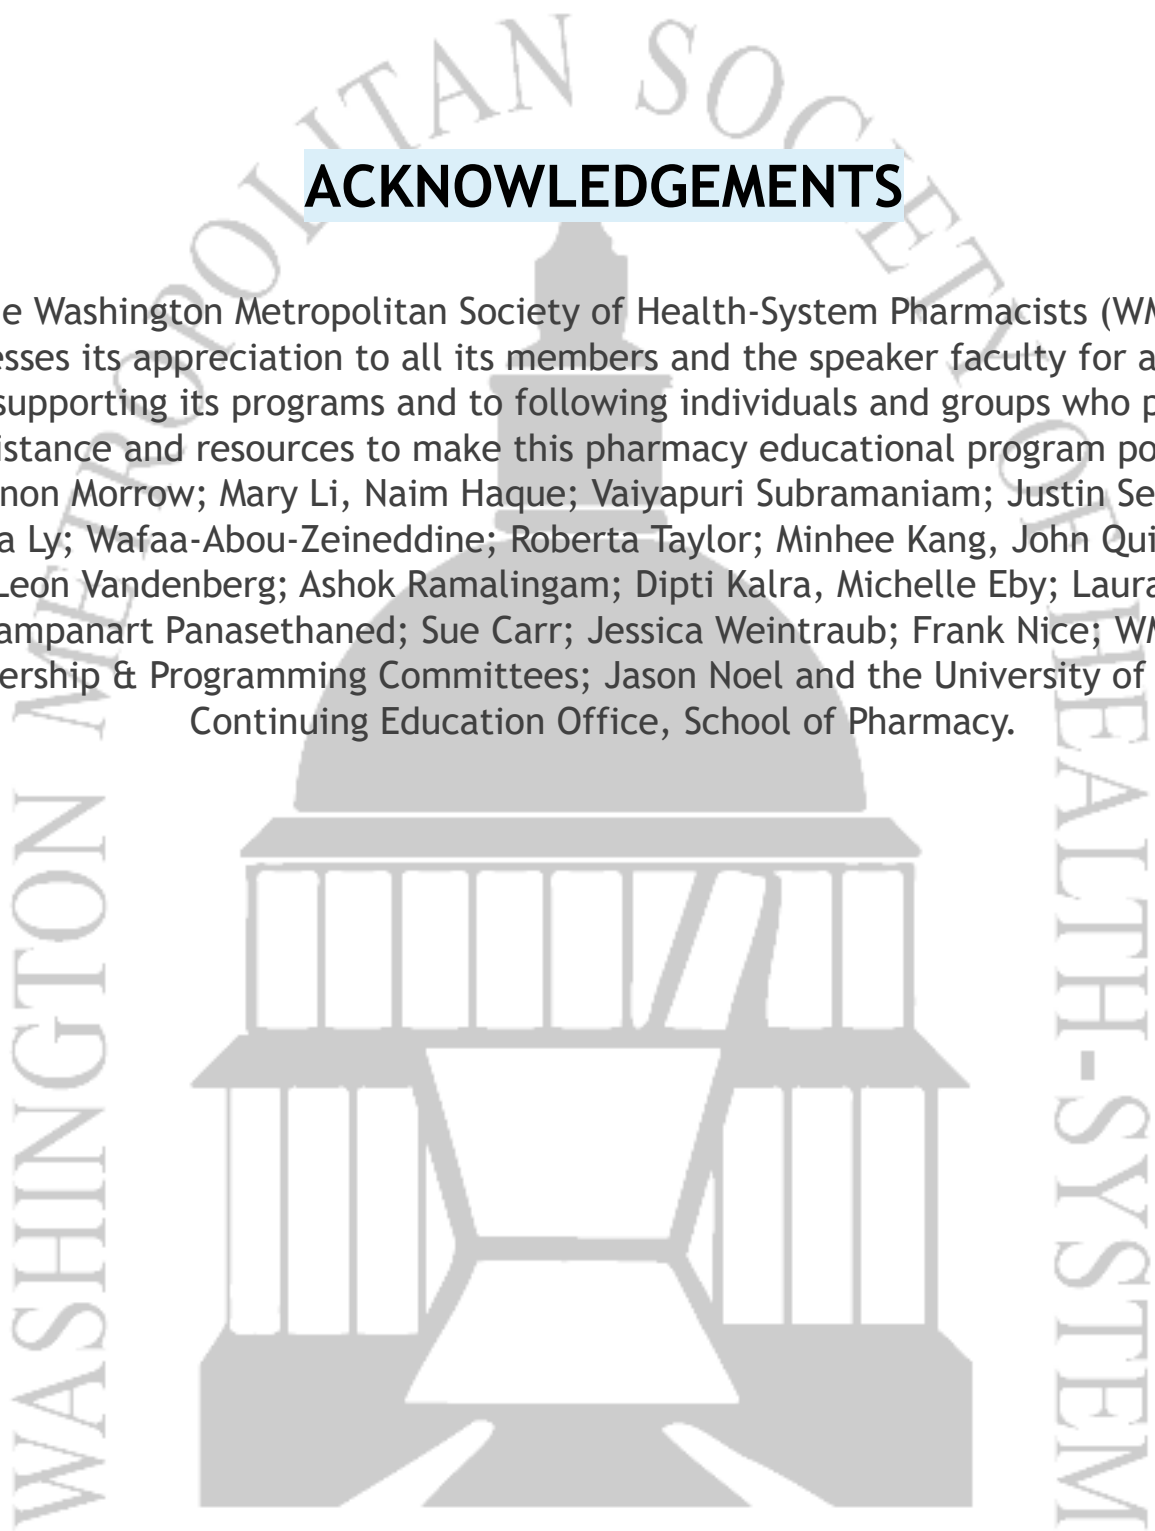 METROPOLITAN SOCIETY OF
ACKNOWLEDGEMENTS
e Washington Metropolitan Society of Health-System Pharmacists (WM
esses its appreciation to all its members and the speaker faculty for a
supporting its programs and to following individuals and groups who p
istance and resources to make this pharmacy educational program po
non Morrow; Mary Li, Naim Haque; Vaiyapuri Subramaniam; Justin Se
a Ly; Wafaa-Abou-Zeineddine; Roberta Taylor; Minhee Kang, John Qui
Leon Vandenberg; Ashok Ramalingam; Dipti Kalra, Michelle Eby; Laura
ampanart Panasethaned; Sue Carr; Jessica Weintraub; Frank Nice; WM
ership & Programming Committees; Jason Noel and the University of
Continuing Education Office, School of Pharmacy.
WASHINGTON
HEALTH-SYSTEM